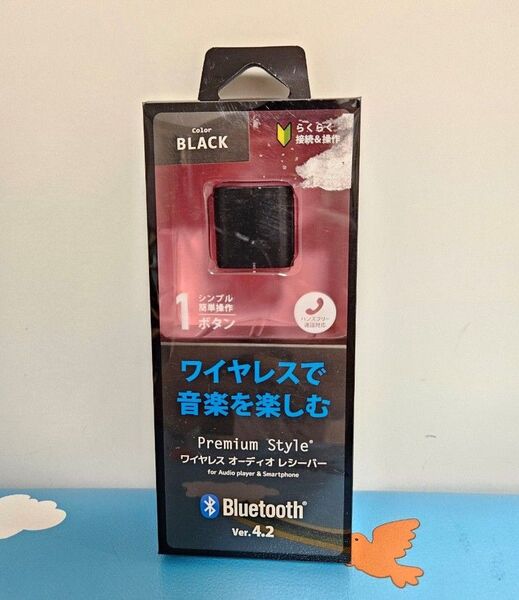 Color
BLACK
らくらく
接続&操作
1
シンプル
簡単操作
ボタン
ハンズフリー
通話対応
ワイヤレスで
音楽を楽しむ
Premium Style®
ワイヤレス オーディオ レシーバー
for Audio player & Smartphone
Bluetooth®
Ver.4.2